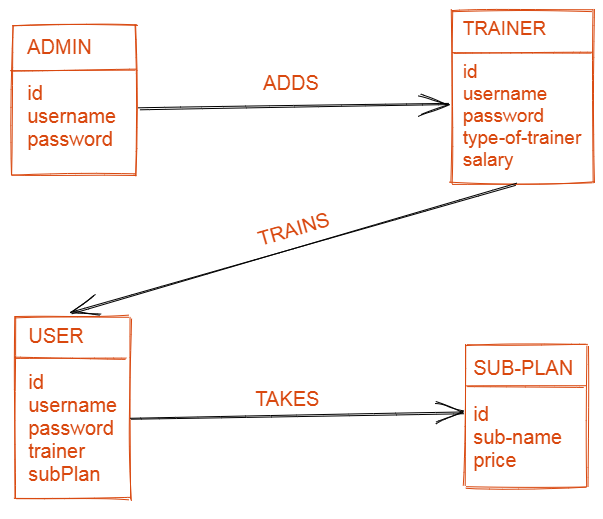 ADMIN
id
username
password
ADDS
TRAINER
id
username
password
type-of-trainer
salary
TRAINS
USER
id
username
password
trainer
subPlan
TAKES
SUB-PLAN
id
sub-name
price